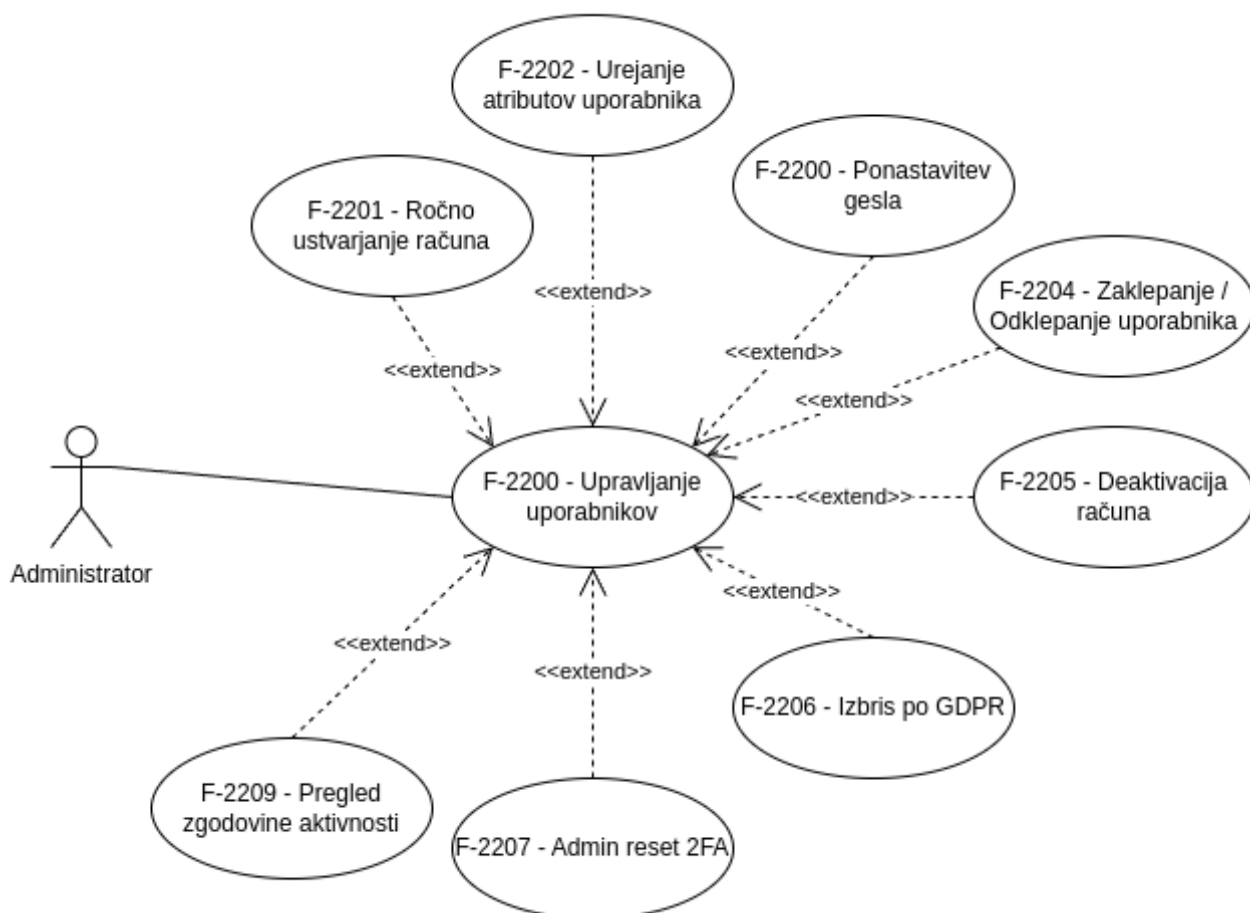 F-2202 - Urejanje
atributov uporabnika
F-2200 - Ponastavitev
gesla
F-2201 - Ročno
ustvarjanje računa
F-2204 - Zaklepanje /
Odklepanje uporabnika
<<extend>>
<<extend>>
<<extend>>
<<extend>>
F-2200 - Upravljanje
uporabnikov
<<extend>>
F-2205 - Deaktivacija
računa
Administrator
<<extend>>
<<extend>>
<<extend>>
F-2206 - Izbris po GDPR
F-2209 - Pregled
zgodovine aktivnosti
F-2207 - Admin reset 2FA